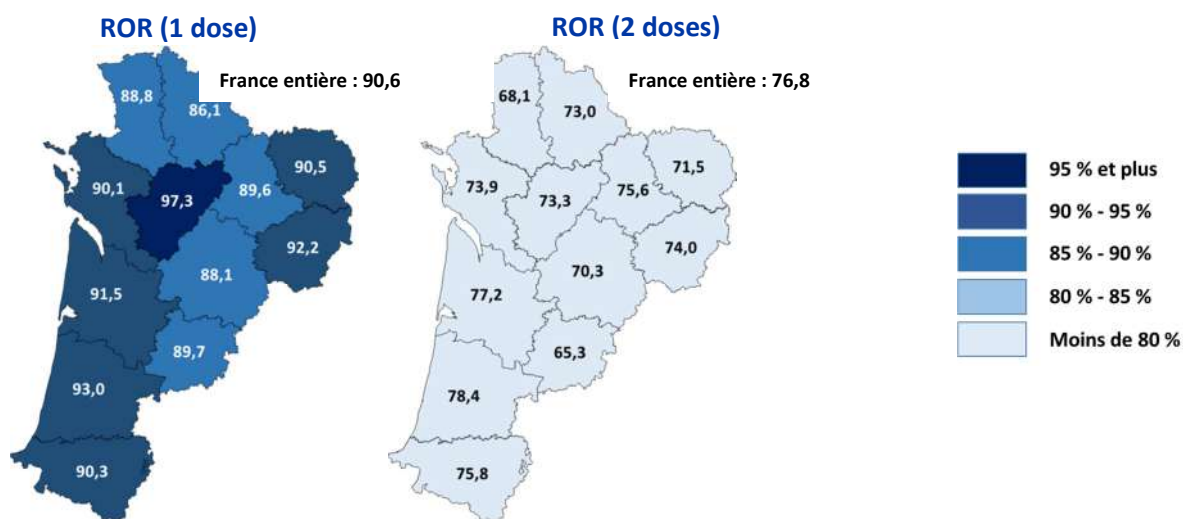 ROR (1 dose)
France entière : 90,6
88,8
86,1
90,1
97,3
89,6
90,5
92,2
91,5
88,1
93,0
89,7
90,3
ROR (2 doses)
France entière : 76,8
68,1
73,0
73,9
73,3
75,6
71,5
74,0
77,2
70,3
78,4
65,3
75,8
95 % et plus
90 % - 95 %
85 % - 90 %
80 % - 85 %
Moins de 80 %